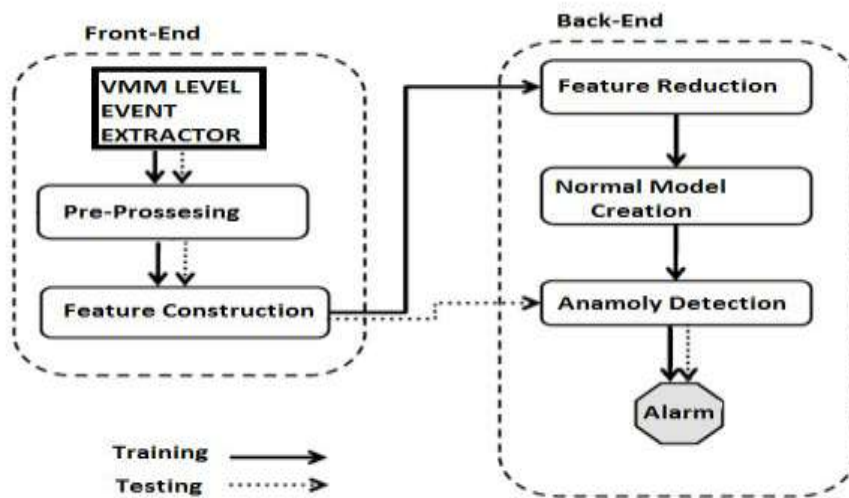 Front-End
VMM LEVEL
EVENT
EXTRACTOR
Pre-Prossesing
Feature Construction
Back-End
Feature Reduction
Normal Model
Creation
Anamoly Detection
Alarm
Training
Testing